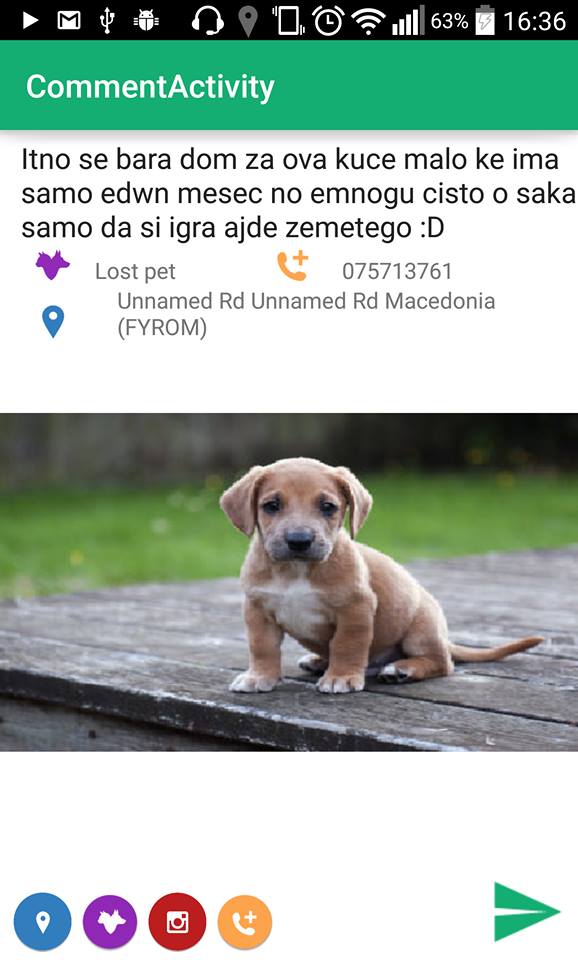 63% 16:36
CommentActivity
Itno se bara dom za ova kuce malo ke ima
samo edwn mesec no emnogu cisto o saka
samo da si igra ajde zemetego :D
Lost pet 075713761
Unnamed Rd Unnamed Rd Macedonia
(FYROM)